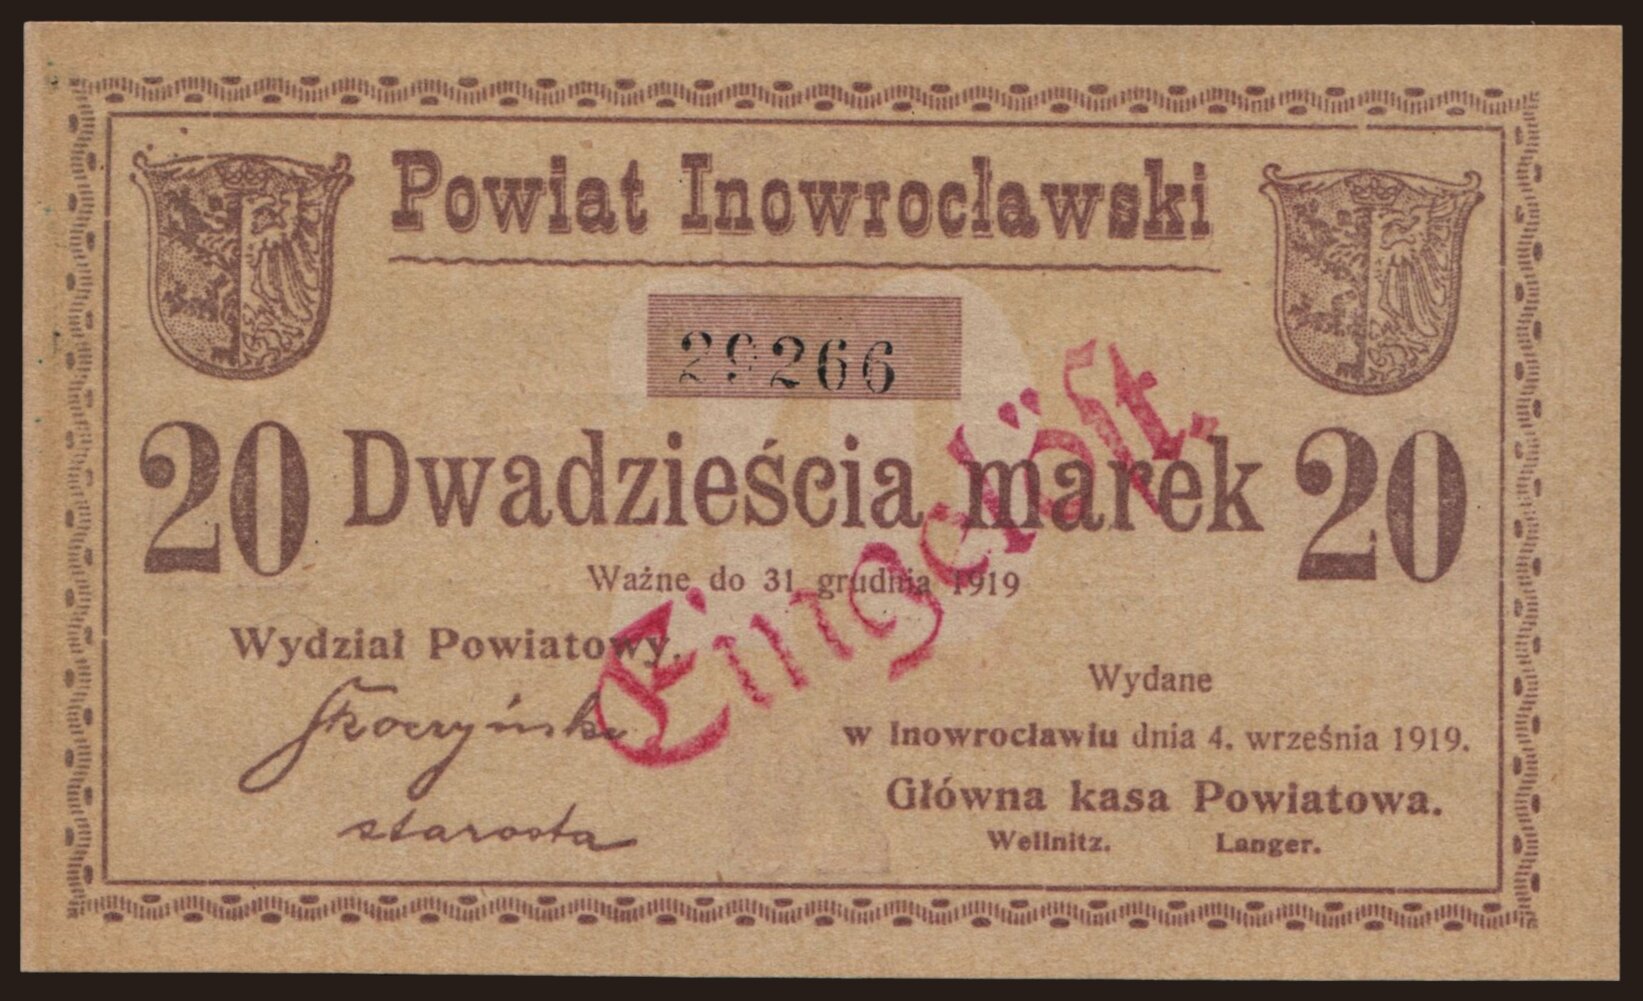 Powiat Inowrocławski
29266
20 Dwadzieścia marek 20
Ważne do 31. grudnia 1919
Eingelöst.
Wydział Powiatowy.
starosta
Wydane
w Inowrocławiu dnia 4. września 1919.
Główna kasa Powiatowa.
Wellnitz. Langer.